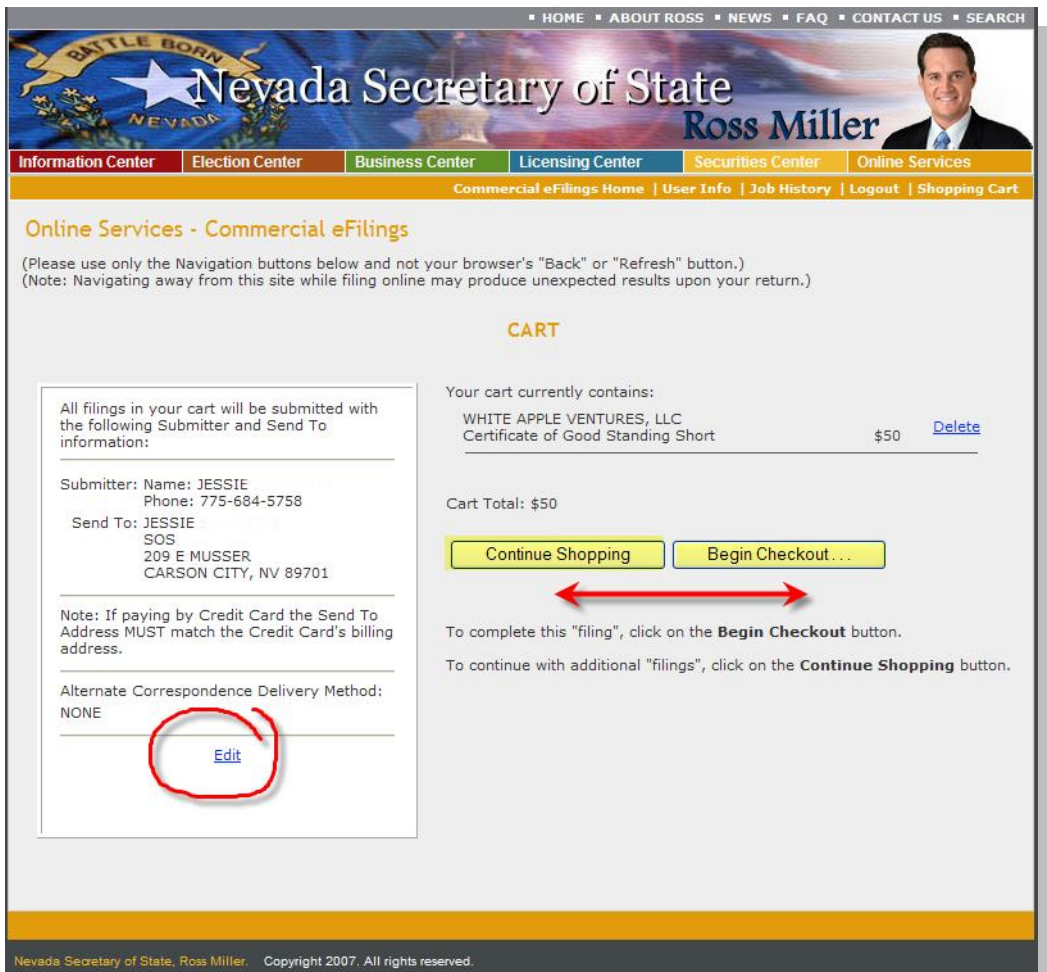 ▪ HOME ▪ ABOUT ROSS ▪ NEWS ▪ FAQ ▪ CONTACT US ▪ SEARCH
BATTLE BORN
NEVADA
Nevada Secretary of State
Ross Miller
Information Center Election Center Business Center Licensing Center Securities Center Online Services
Commercial eFilings Home | User Info | Job History | Logout | Shopping Cart
Online Services - Commercial eFilings
(Please use only the Navigation buttons below and not your browser's "Back" or "Refresh" button.)
(Note: Navigating away from this site while filing online may produce unexpected results upon your return.)
CART
All filings in your cart will be submitted with
the following Submitter and Send To
information:
Submitter: Name: JESSIE
Phone: 775-684-5758
Send To: JESSIE
SOS
209 E MUSSER
CARSON CITY, NV 89701
Note: If paying by Credit Card the Send To
Address MUST match the Credit Card's billing
address.
Alternate Correspondence Delivery Method:
NONE
Edit
Your cart currently contains:
WHITE APPLE VENTURES, LLC
Certificate of Good Standing Short $50 Delete
Cart Total: $50
Continue Shopping Begin Checkout...
To complete this "filing", click on the Begin Checkout button.
To continue with additional "filings", click on the Continue Shopping button.
Nevada Secretary of State, Ross Miller. Copyright 2007. All rights reserved.